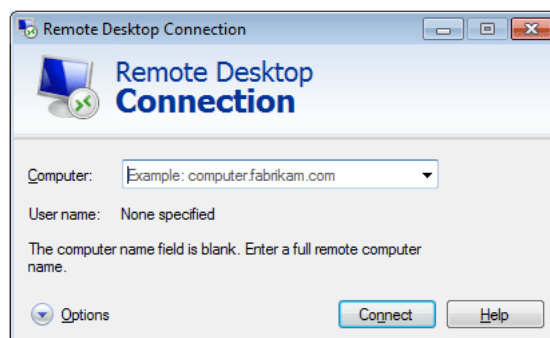 Remote Desktop Connection
Remote Desktop
Connection
Computer: Example: computer.fabrikam.com
User name: None specified
The computer name field is blank. Enter a full remote computer
name.
Options Connect Help